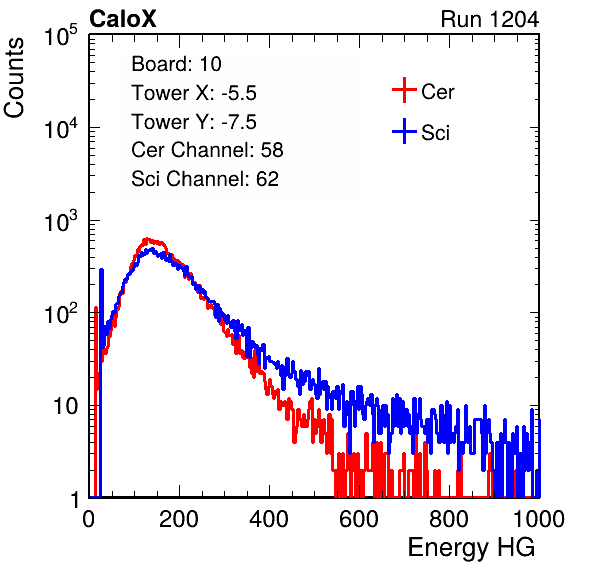 CaloX Run 1204
Counts
Board: 10
Tower X: -5.5
Tower Y: -7.5
Cer Channel: 58
Sci Channel: 62
Cer
Sci
10^5
10^4
10^3
10^2
10
1
0 200 400 600 800 1000
Energy HG